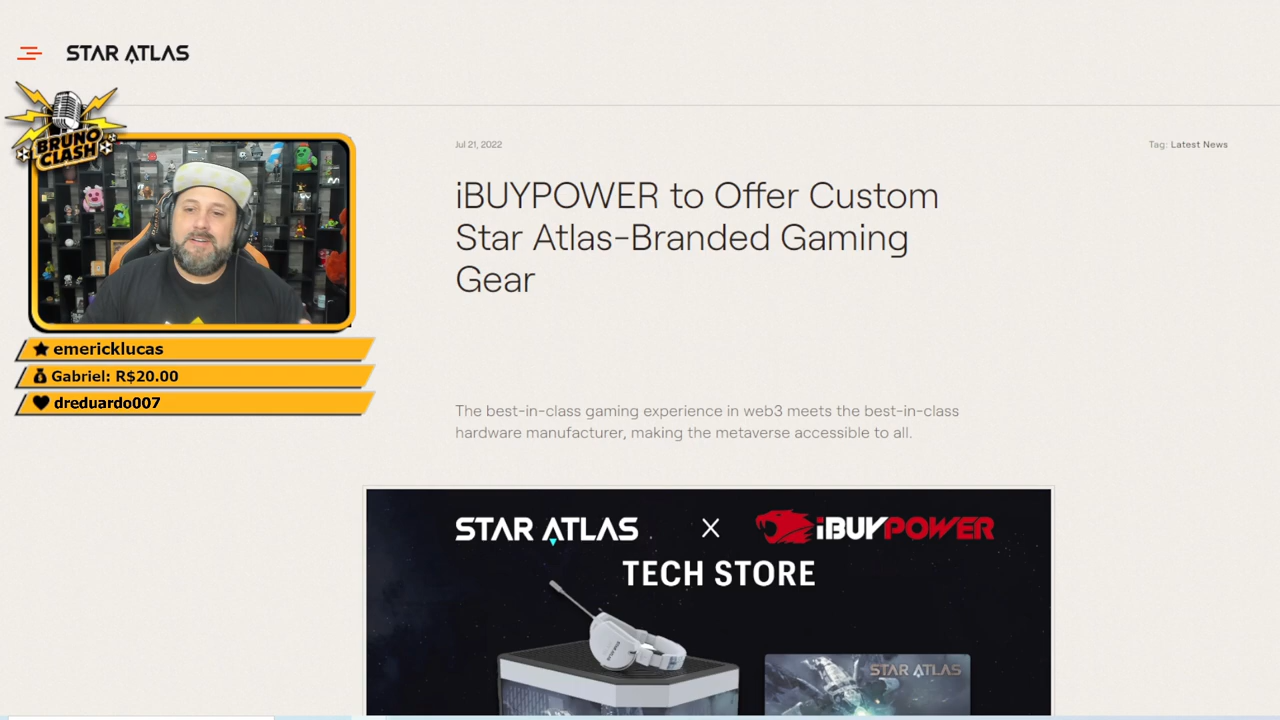 STAR ATLAS
BRUNO
CLASH
Jul 21, 2022
Tag: Latest News
iBUYPOWER to Offer Custom
Star Atlas-Branded Gaming
Gear
emericklucas
Gabriel: R$20.00
dreduardo007
The best-in-class gaming experience in web3 meets the best-in-class
hardware manufacturer, making the metaverse accessible to all.
STAR ATLAS X iBUYPOWER
TECH STORE
STAR ATLAS